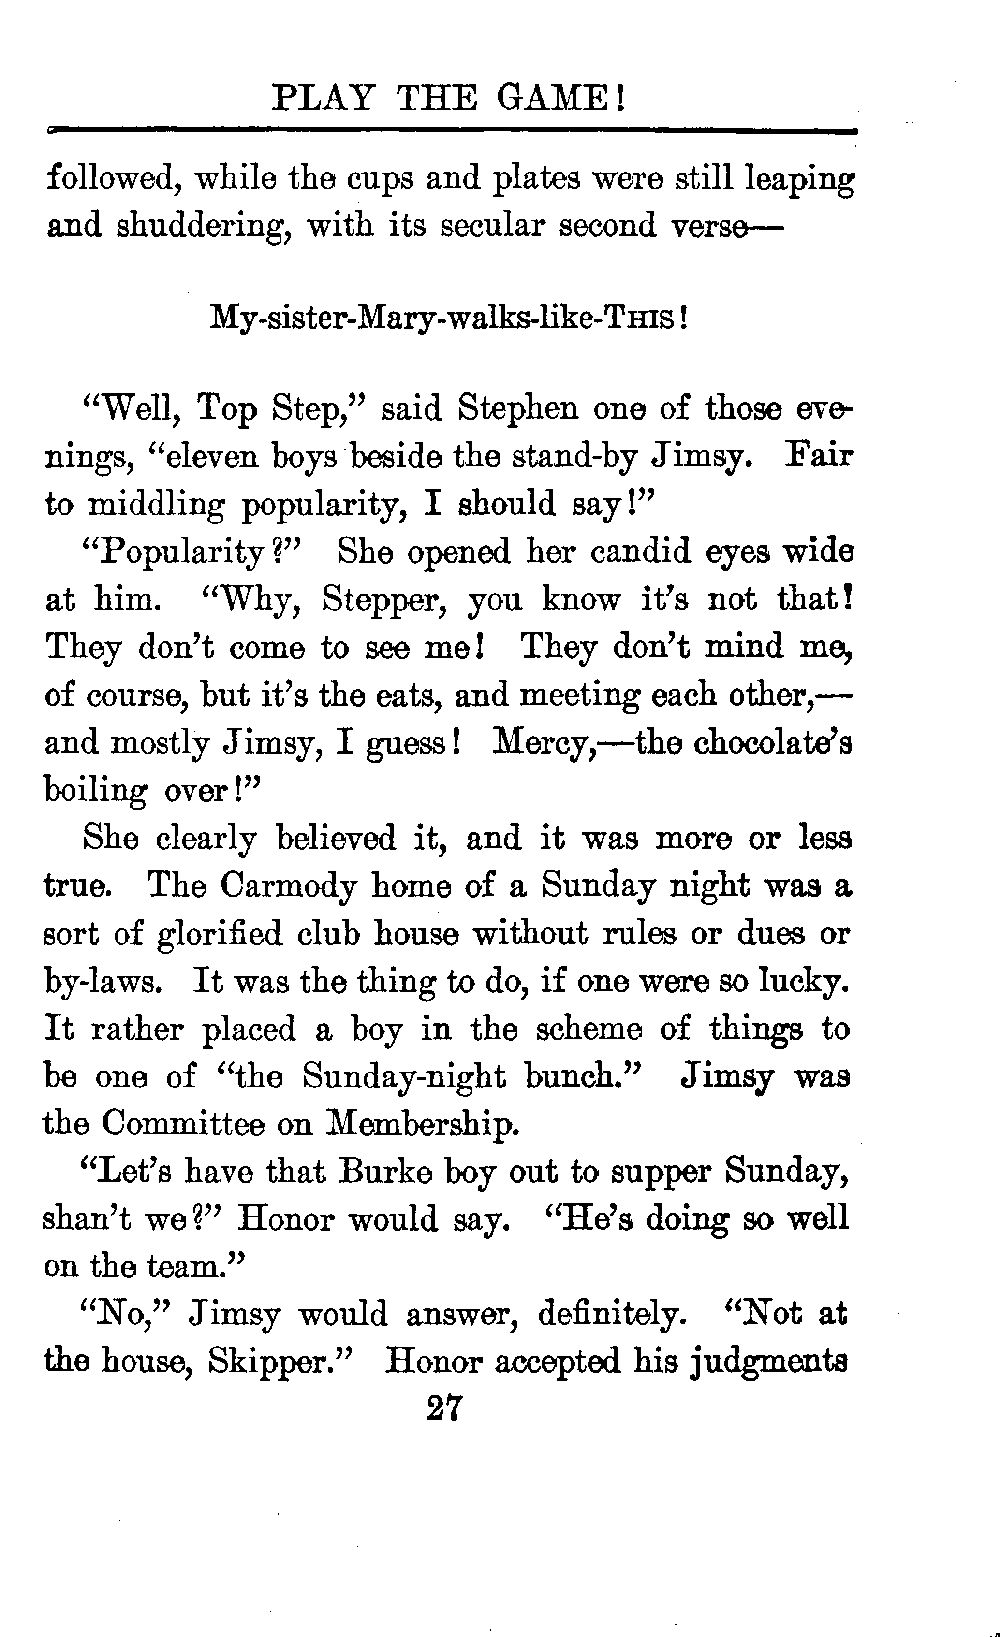 PLAY THE GAME!
followed, while the cups and plates were still leaping
and shuddering, with its secular second verse—
My-sister-Mary-walks-like-THIS!
“Well, Top Step,” said Stephen one of those eve-
nings, “eleven boys beside the stand-by Jimsy. Fair
to middling popularity, I should say!”
“Popularity?” She opened her candid eyes wide
at him. “Why, Stepper, you know it’s not that!
They don’t come to see me! They don’t mind me,
of course, but it’s the eats, and meeting each other,—
and mostly Jimsy, I guess! Mercy,—the chocolate’s
boiling over!”
She clearly believed it, and it was more or less
true. The Carmody home of a Sunday night was a
sort of glorified club house without rules or dues or
by-laws. It was the thing to do, if one were so lucky.
It rather placed a boy in the scheme of things to
be one of “the Sunday-night bunch.” Jimsy was
the Committee on Membership.
“Let’s have that Burke boy out to supper Sunday,
shan’t we?” Honor would say. “He’s doing so well
on the team.”
“No,” Jimsy would answer, definitely. “Not at
the house, Skipper.” Honor accepted his judgments
27